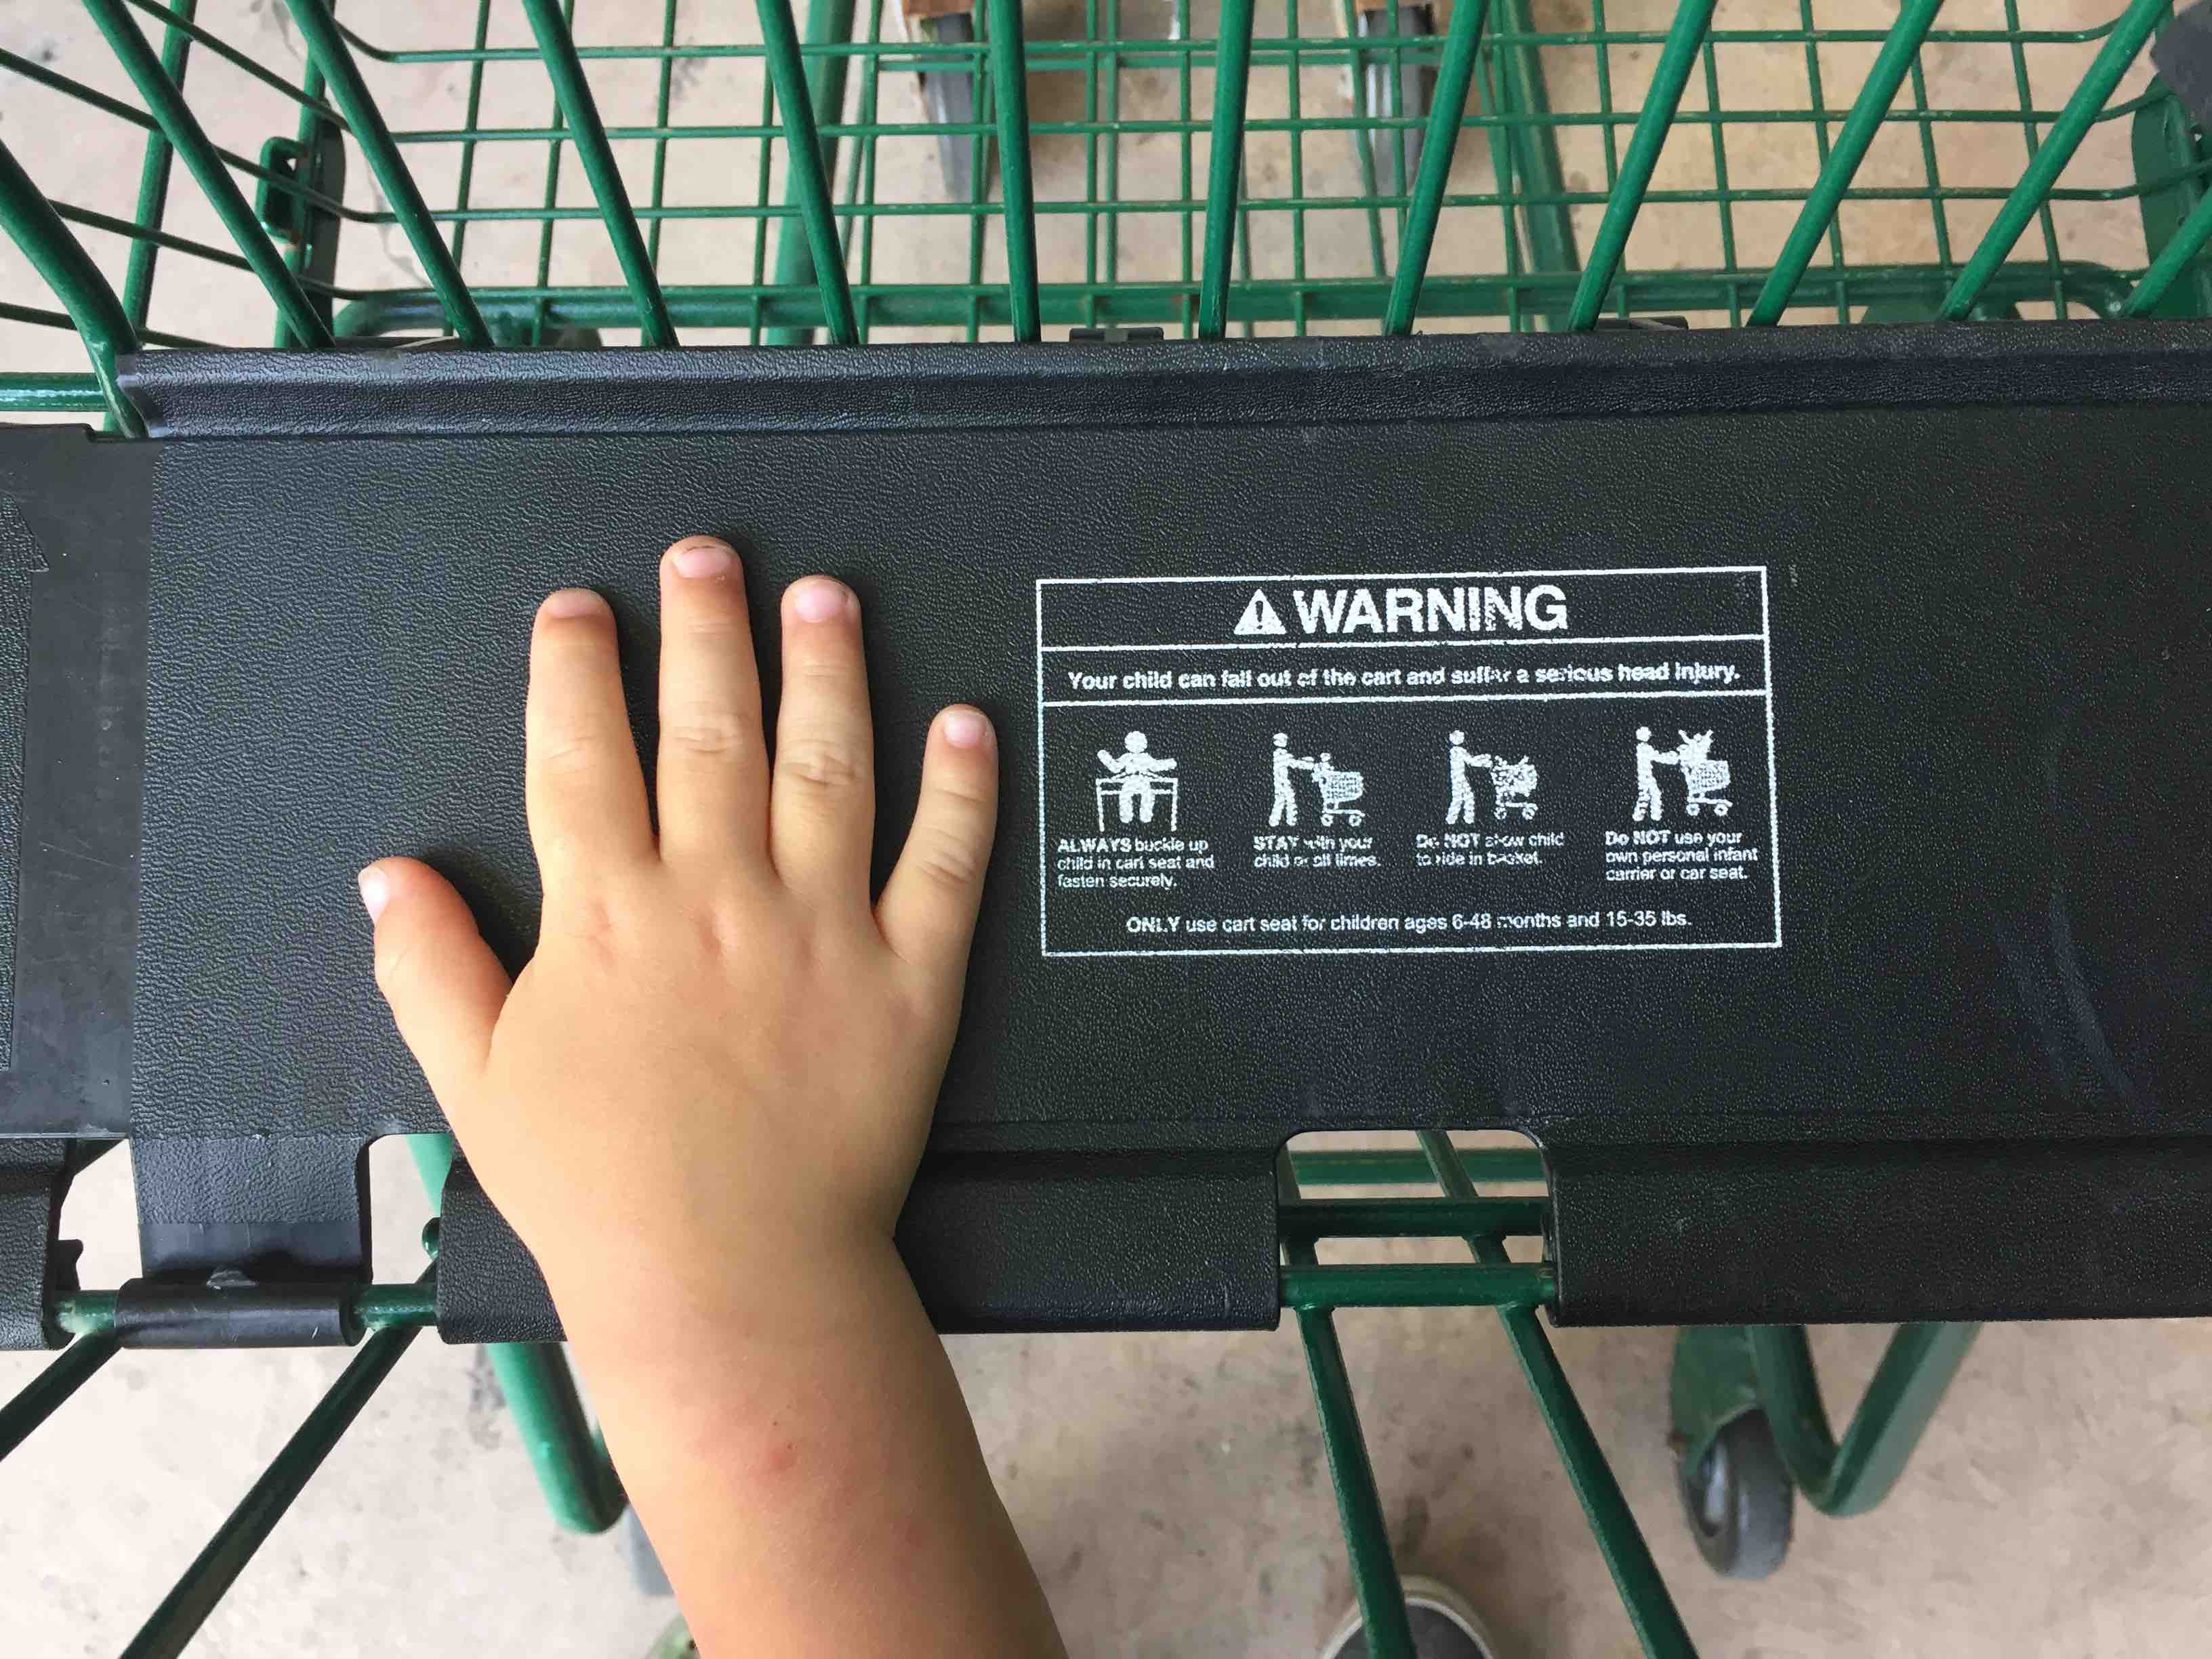 WARNING
Your child can fall out of the cart and suffer a serious head injury.
ALWAYS buckle up
child in cart seat and
fasten securely.
STAY with your
child at all times.
Do NOT allow child
to ride in basket.
Do NOT use your
own personal infant
carrier or car seat.
ONLY use cart seat for children ages 6-48 months and 15-35 lbs.